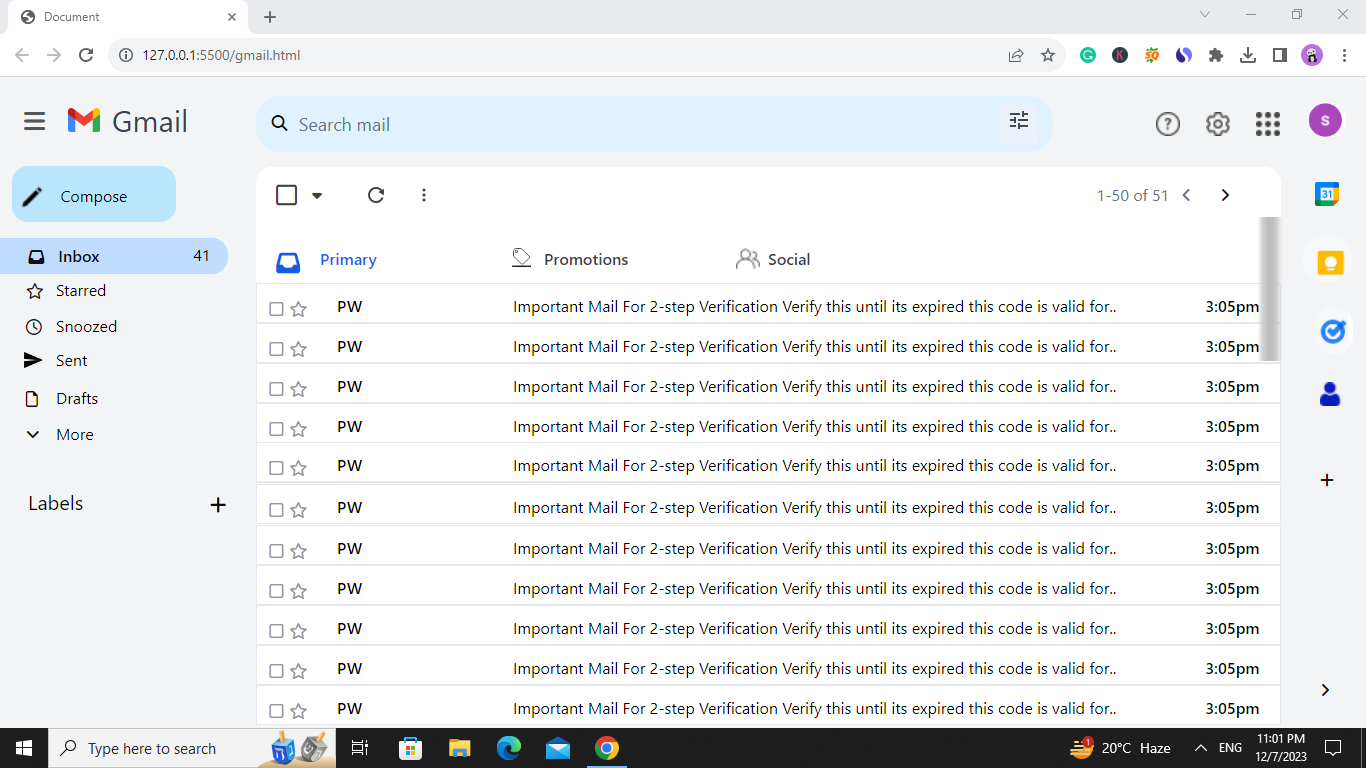 Document
127.0.0.1:5500/gmail.html
Gmail
Search mail
S
Compose
1-50 of 51
31
Inbox 41
Primary Promotions Social
Starred
Snoozed
Sent
Drafts
More
Labels
PW Important Mail For 2-step Verification Verify this until its expired this code is valid for.. 3:05pm
PW Important Mail For 2-step Verification Verify this until its expired this code is valid for.. 3:05pm
PW Important Mail For 2-step Verification Verify this until its expired this code is valid for.. 3:05pm
PW Important Mail For 2-step Verification Verify this until its expired this code is valid for.. 3:05pm
PW Important Mail For 2-step Verification Verify this until its expired this code is valid for.. 3:05pm
PW Important Mail For 2-step Verification Verify this until its expired this code is valid for.. 3:05pm
PW Important Mail For 2-step Verification Verify this until its expired this code is valid for.. 3:05pm
PW Important Mail For 2-step Verification Verify this until its expired this code is valid for.. 3:05pm
PW Important Mail For 2-step Verification Verify this until its expired this code is valid for.. 3:05pm
PW Important Mail For 2-step Verification Verify this until its expired this code is valid for.. 3:05pm
PW Important Mail For 2-step Verification Verify this until its expired this code is valid for.. 3:05pm
Type here to search
1
20°C Haze
ENG
11:01 PM
12/7/2023